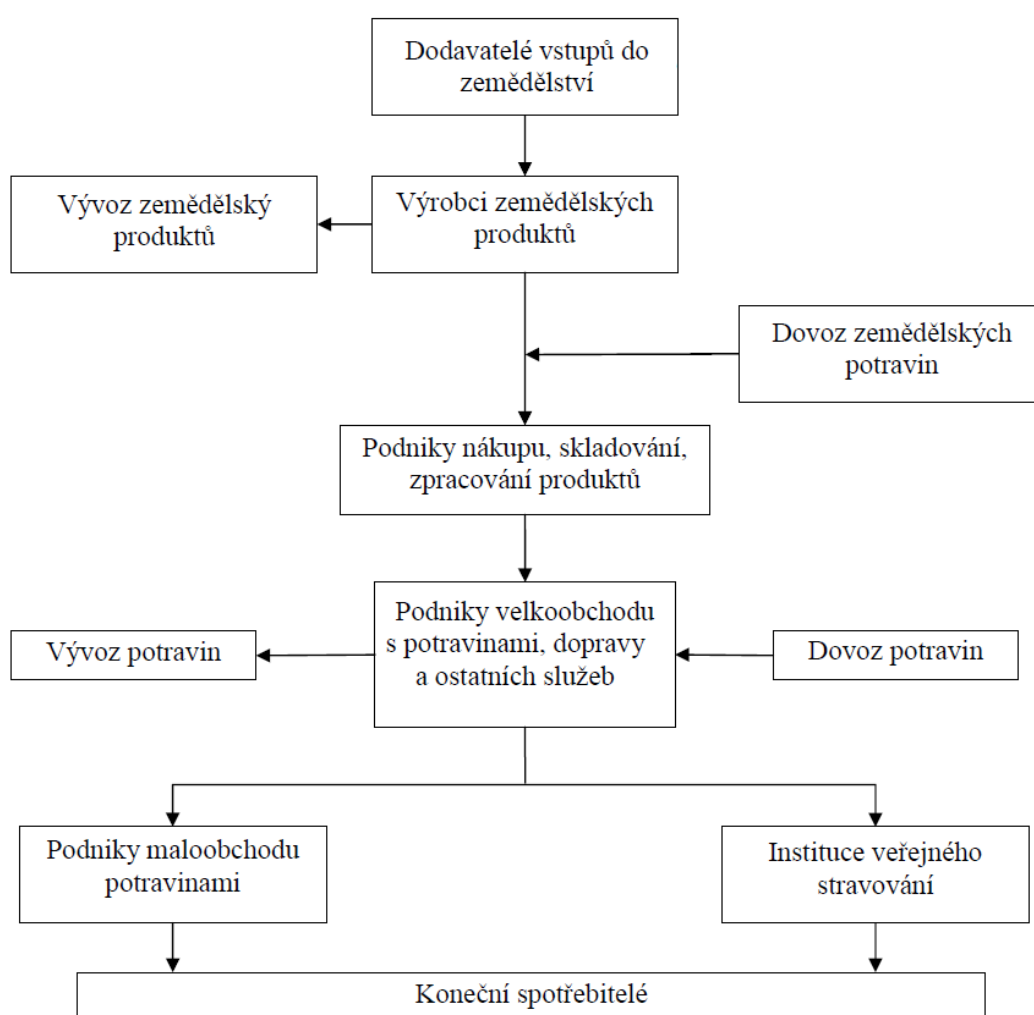 Dodavatelé vstupů do
zemědělství
Vývoz zemědělský
produktů
Výrobci zemědělských
produktů
Dovoz zemědělských
potravin
Podniky nákupu, skladování,
zpracování produktů
Podniky velkoobchodu
s potravinami, dopravy
a ostatních služeb
Vývoz potravin
Dovoz potravin
Podniky maloobchodu
potravinami
Instituce veřejného
stravování
Koneční spotřebitelé